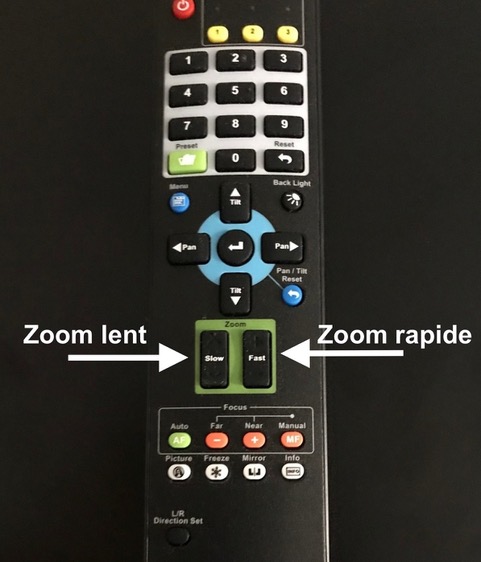 1 2 3
1 2 3
4 5 6
7 8 9
Preset Reset
0
Menu Back Light
Tilt
Pan Pan
Tilt
Pan / Tilt
Reset
Zoom
Zoom lent Zoom rapide
Slow Fast
Focus
Auto Far Near Manual
AF − + MF
Picture Freeze Mirror Info
INFO
L/R
Direction Set